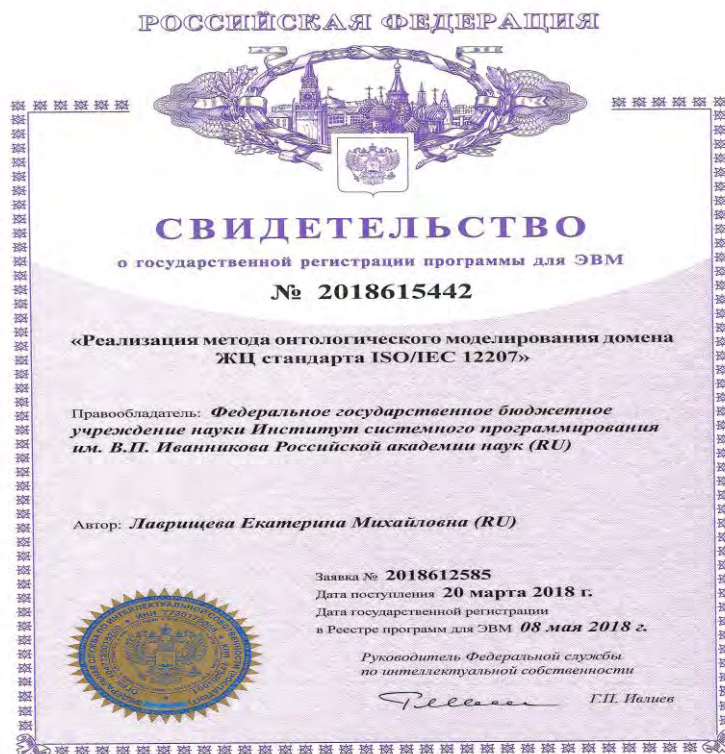 РОССИЙСКАЯ ФЕДЕРАЦИЯ
СВИДЕТЕЛЬСТВО
о государственной регистрации программы для ЭВМ
№ 2018615442
«Реализация метода онтологического моделирования домена
ЖЦ стандарта ISO/IEC 12207»
Правообладатель: Федеральное государственное бюджетное
учреждение науки Институт системного программирования
им. В.П. Иванникова Российской академии наук (RU)
Автор: Лаврищева Екатерина Михайловна (RU)
Заявка № 2018612585
Дата поступления 20 марта 2018 г.
Дата государственной регистрации
в Реестре программ для ЭВМ 08 мая 2018 г.
Руководитель Федеральной службы
по интеллектуальной собственности
Г.П. Ивлиев